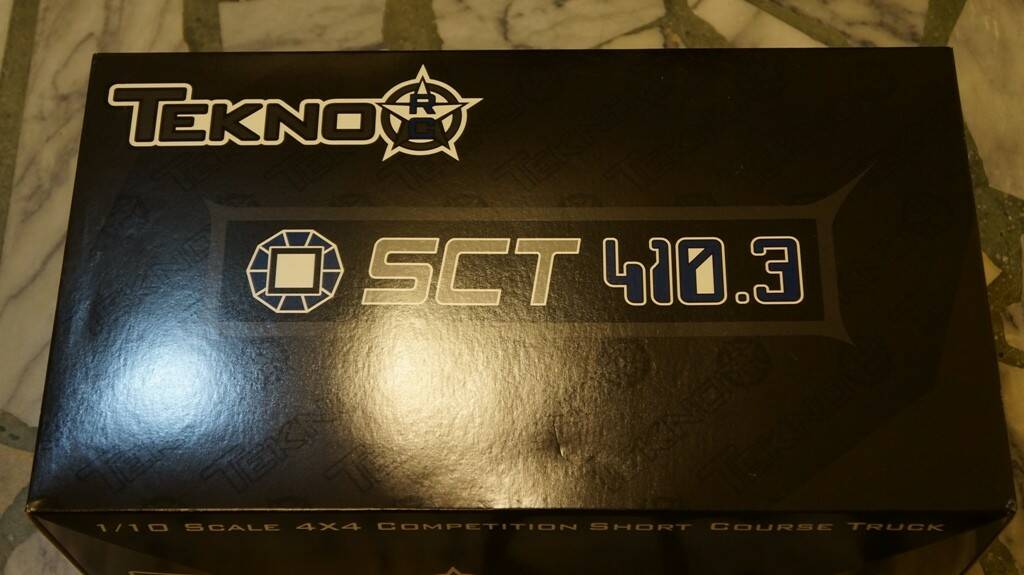 TEKNO RC
SCT 410.3
1/10 SCALE 4X4 COMPETITION SHORT COURSE TRUCK